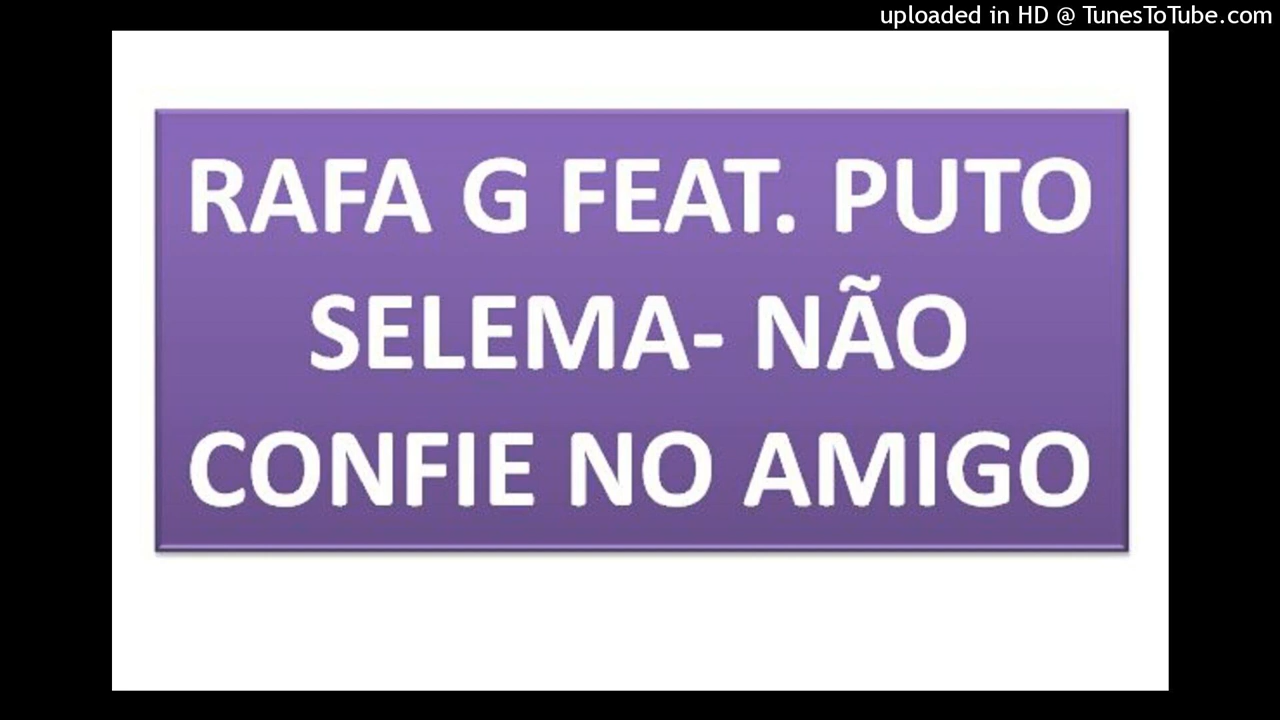 uploaded in HD @ TunesToTube.com
RAFA G FEAT. PUTO
SELEMA- NÃO
CONFIE NO AMIGO